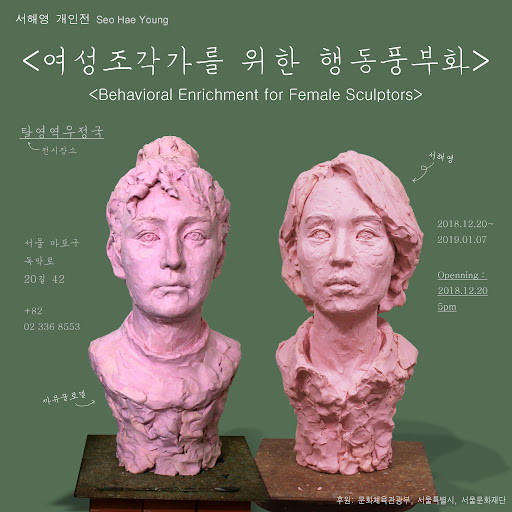 서해영 개인전 Seo Hae Young
<여성조각가를 위한 행동풍부화>
<Behavioral Enrichment for Female Sculptors>
탈영역우정국
전시장소
서해영
서울 마포구
독막로
20길 42
+82
02 336 8553
2018.12.20~
2019.01.07
Openning :
2018.12.20
5pm
까뮤끌로델
후원: 문화체육관광부, 서울특별시, 서울문화재단